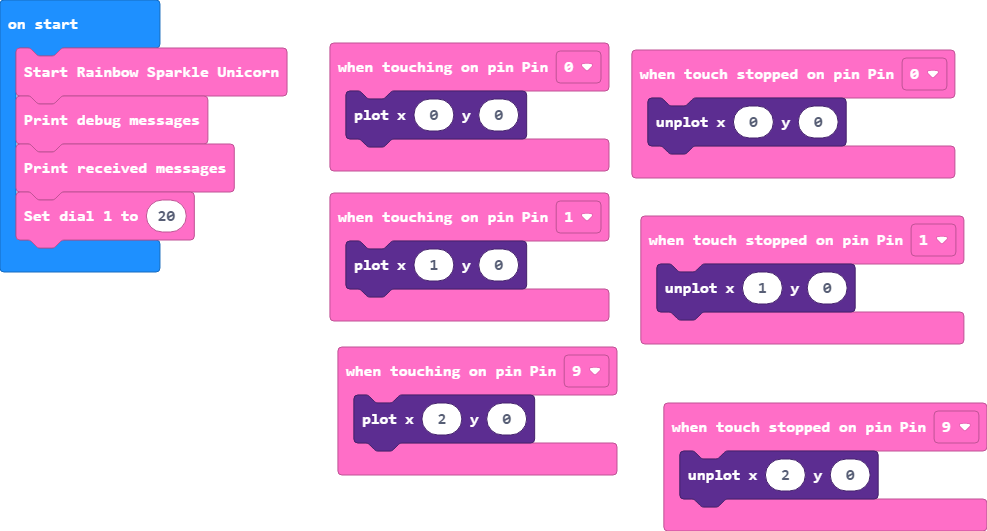 on start
Start Rainbow Sparkle Unicorn
Print debug messages
Print received messages
Set dial 1 to 20
when touching on pin Pin 0
plot x 0 y 0
when touch stopped on pin Pin 0
unplot x 0 y 0
when touching on pin Pin 1
plot x 1 y 0
when touch stopped on pin Pin 1
unplot x 1 y 0
when touching on pin Pin 9
plot x 2 y 0
when touch stopped on pin Pin 9
unplot x 2 y 0